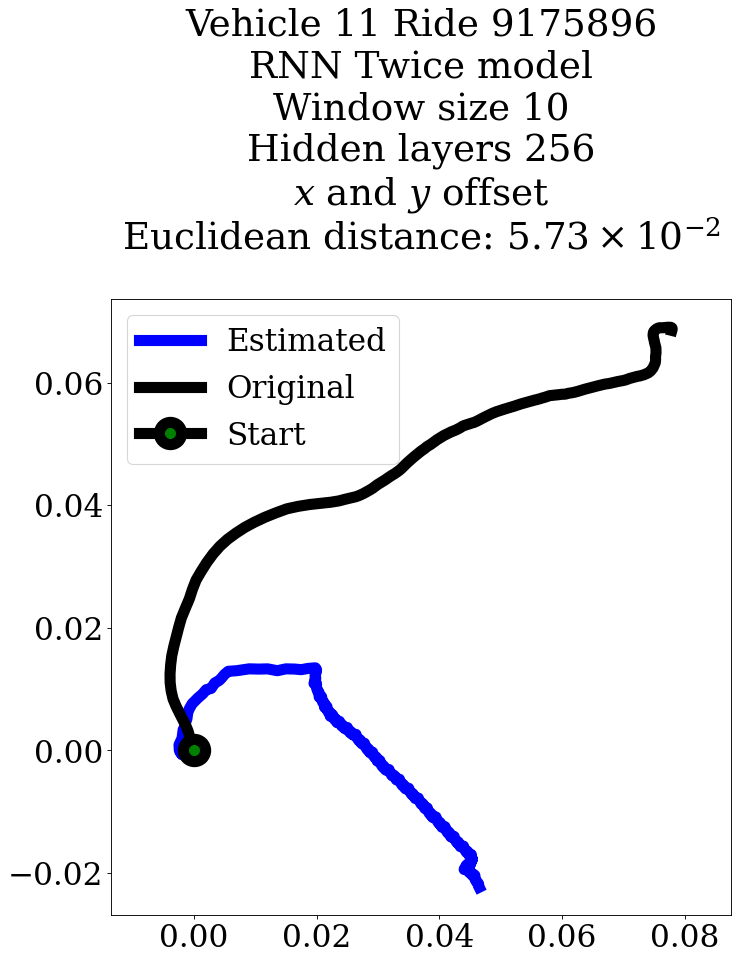 Vehicle 11 Ride 9175896
RNN Twice model
Window size 10
Hidden layers 256
x and y offset
Euclidean distance: 5.73 × 10⁻²
Estimated
Original
Start
0.06
0.04
0.02
0.00
−0.02
0.00 0.02 0.04 0.06 0.08